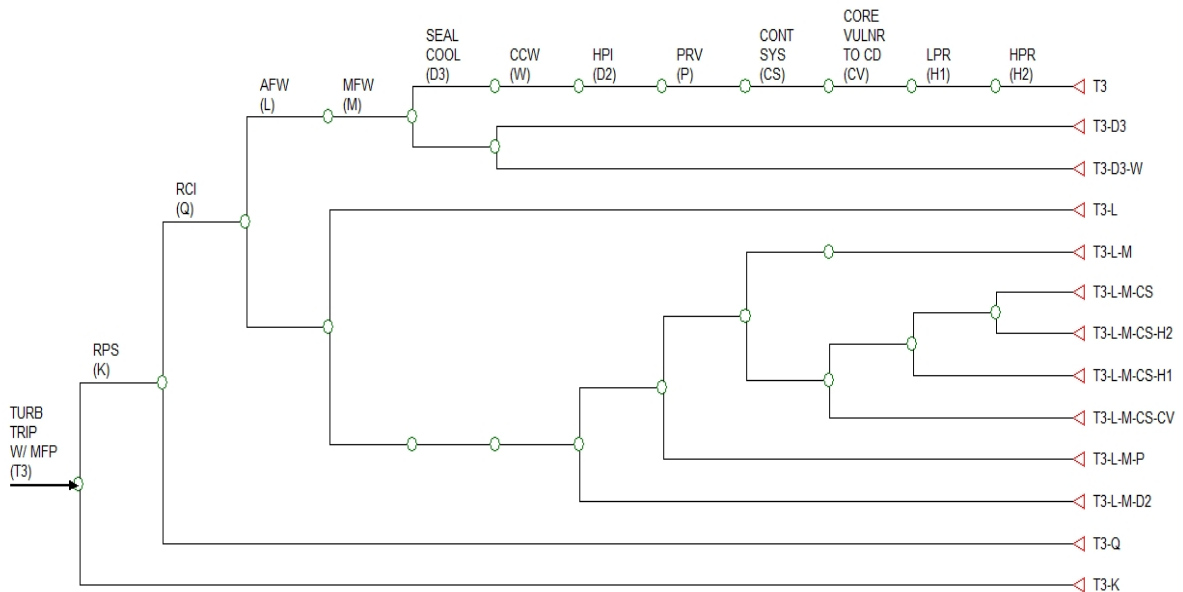 CORE
SEAL
CONT
VULNR
COOL
CCW
HPI
PRV
SYS
TO CD
LPR
HPR
(D3)
(W)
(D2)
(P)
(CS)
(CV)
(H1)
(H2)
AFW
MFW
(L)
(M)
RCI
(Q)
RPS
(K)
TURB
TRIP
W/ MFP
(T3)
T3
T3-D3
T3-D3-W
T3-L
T3-L-M
T3-L-M-CS
T3-L-M-CS-H2
T3-L-M-CS-H1
T3-L-M-CS-CV
T3-L-M-P
T3-L-M-D2
T3-Q
T3-K